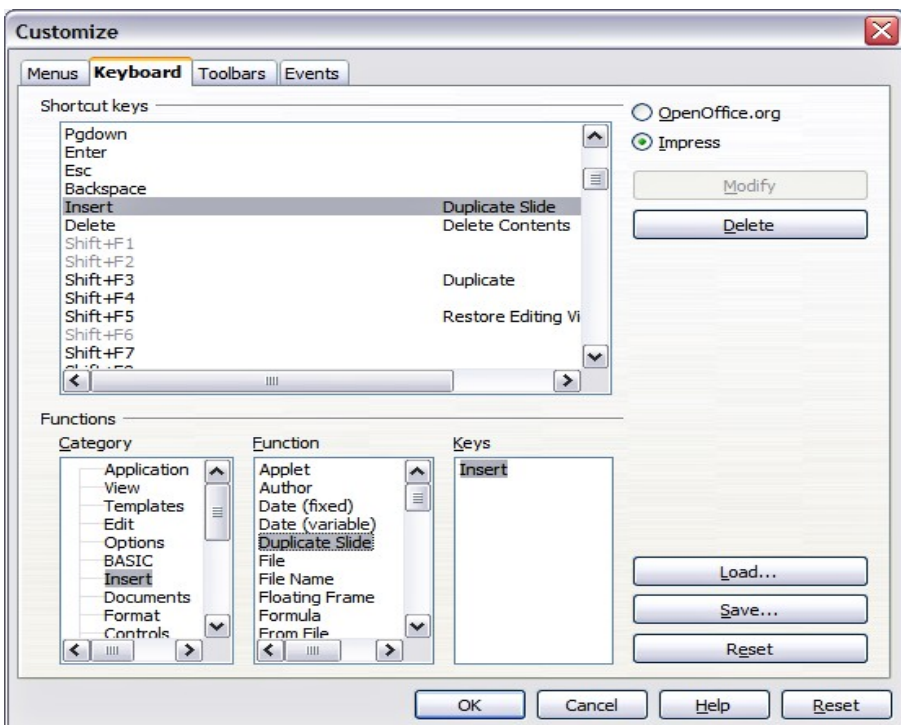 Customize
Menus Keyboard Toolbars Events
Shortcut keys
Pgdown
Enter
Esc
Backspace
Insert Duplicate Slide
Delete Delete Contents
Shift+F1
Shift+F2
Shift+F3 Duplicate
Shift+F4
Shift+F5 Restore Editing Vi
Shift+F6
Shift+F7
OpenOffice.org
Impress
Modify
Delete
Functions
Category
Application
View
Templates
Edit
Options
BASIC
Insert
Documents
Format
Controls
Function
Applet
Author
Date (fixed)
Date (variable)
Duplicate Slide
File
File Name
Floating Frame
Formula
From File
Keys
Insert
Load...
Save...
Reset
OK Cancel Help Reset